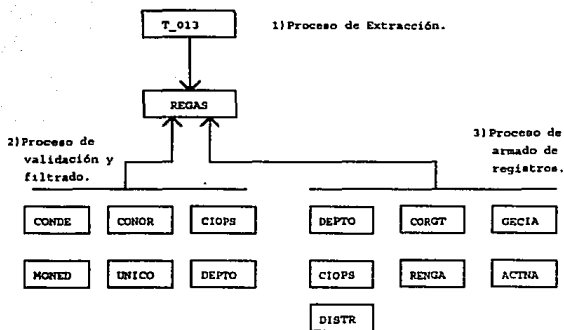 T_013
1)Proceso de Extracción.
REGAS
2)Proceso de
validación y
filtrado.
3)Proceso de
armado de
registros.
CONDE CONOR CIOPS
MONED UNICO DEPTO
DEPTO CORGT GECIA
CIOPS RENGA ACTNA
DISTR